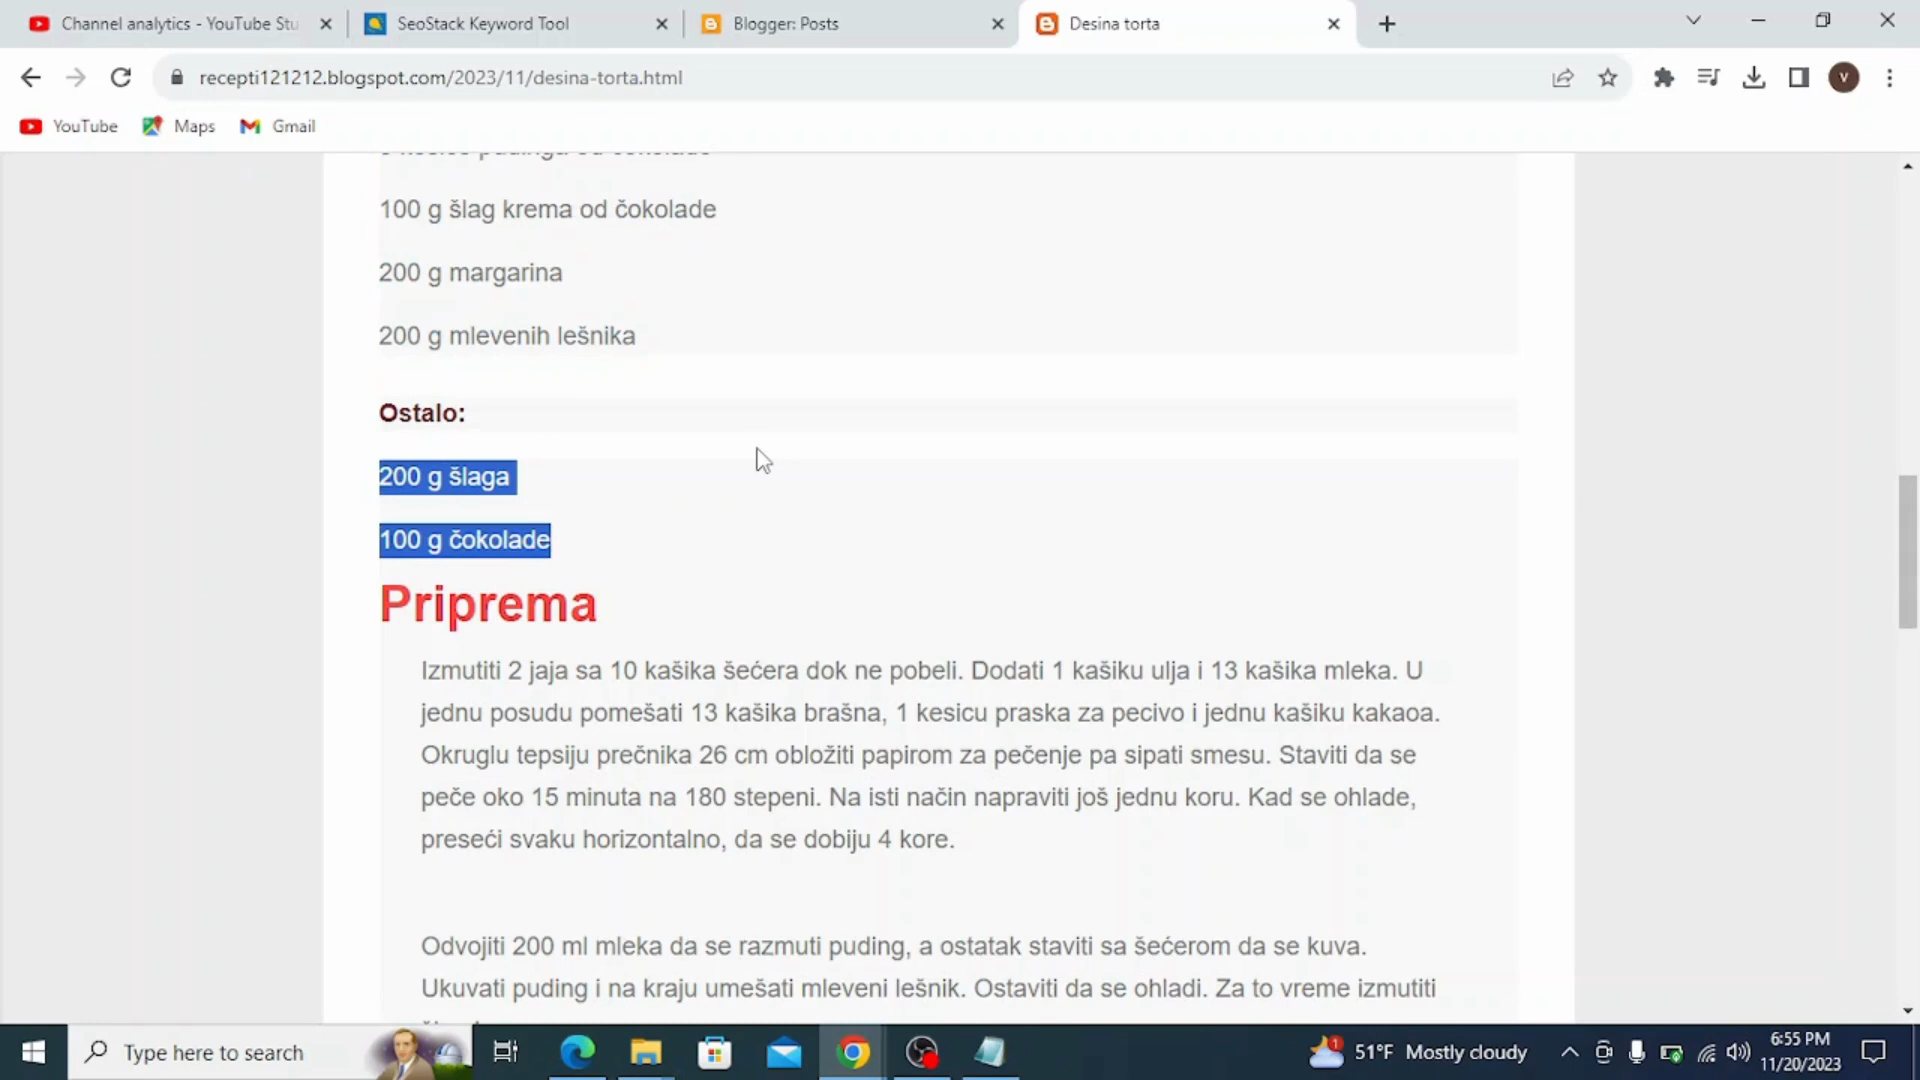 Channel analytics - YouTube Stu
SeoStack Keyword Tool
Blogger: Posts
Desina torta
recepti121212.blogspot.com/2023/11/desina-torta.html
V
YouTube
Maps
Gmail
100 g šlag krema od čokolade
200 g margarina
200 g mlevenih lešnika
Ostalo:
200 g šlaga
100 g čokolade
Priprema
Izmutiti 2 jaja sa 10 kašika šećera dok ne pobeli. Dodati 1 kašiku ulja i 13 kašika mleka. U
jednu posudu pomešati 13 kašika brašna, 1 kesicu praska za pecivo i jednu kašiku kakaoa.
Okruglu tepsiju prečnika 26 cm obložiti papirom za pečenje pa sipati smesu. Staviti da se
peče oko 15 minuta na 180 stepeni. Na isti način napraviti još jednu koru. Kad se ohlade,
preseći svaku horizontalno, da se dobiju 4 kore.
Odvojiti 200 ml mleka da se razmuti puding, a ostatak staviti sa šećerom da se kuva.
Ukuvati puding i na kraju umešati mleveni lešnik. Ostaviti da se ohladi. Za to vreme izmutiti
Type here to search
1
51°F Mostly cloudy
6:55 PM
11/20/2023